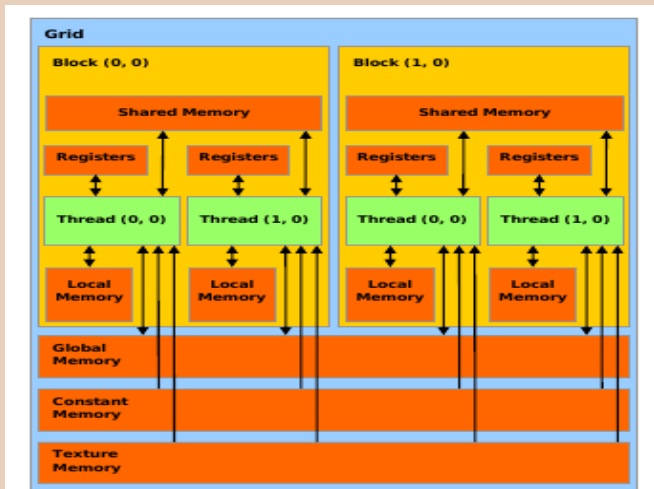 Grid
Block (0, 0)
Block (1, 0)
Shared Memory
Shared Memory
Registers
Registers
Registers
Registers
Thread (0, 0)
Thread (1, 0)
Thread (0, 0)
Thread (1, 0)
Local
Memory
Local
Memory
Local
Memory
Local
Memory
Global
Memory
Constant
Memory
Texture
Memory